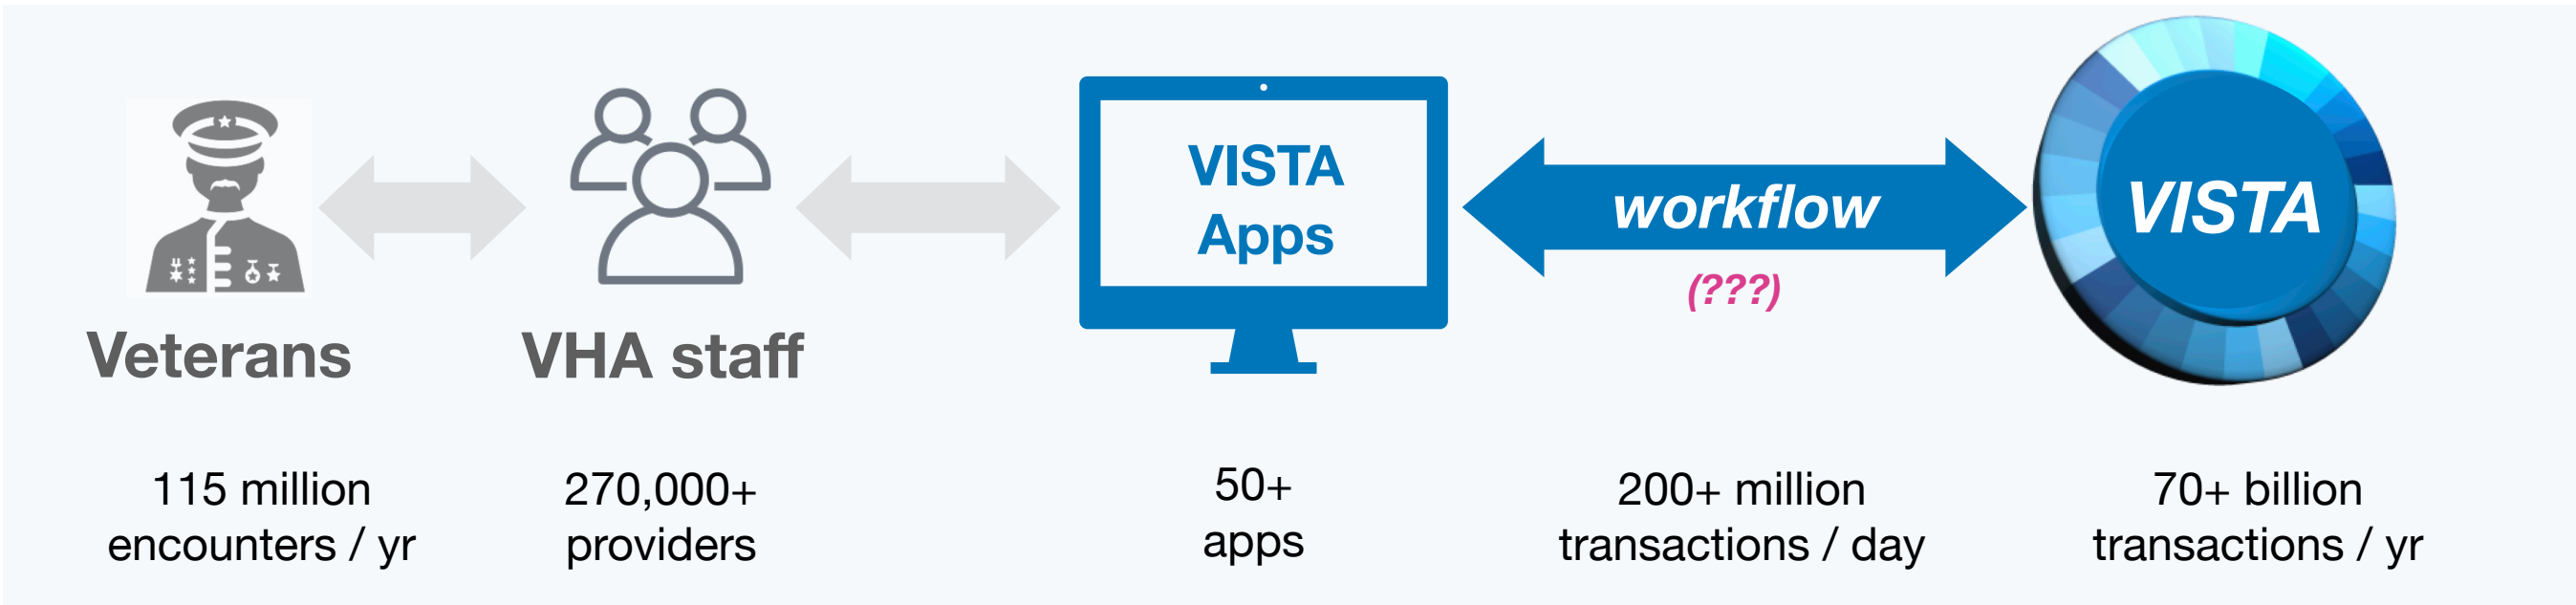 VISTA
Apps
workflow
(???)
VISTA
Veterans
VHA staff
115 million
encounters / yr
270,000+
providers
50+
apps
200+ million
transactions / day
70+ billion
transactions / yr